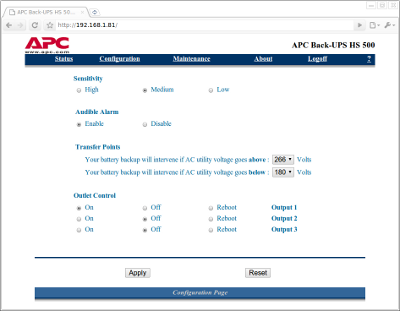 APC Back-UPS HS 50...
http://192.168.1.81/
APC
www.apc.com
APC Back-UPS HS 500
Status Configuration Maintenance About Logoff ?
Sensitivity
High Medium Low
Audible Alarm
Enable Disable
Transfer Points
Your battery backup will intervene if AC utility voltage goes above : 266 Volts
Your battery backup will intervene if AC utility voltage goes below : 180 Volts
Outlet Control
On Off Reboot Output 1
On Off Reboot Output 2
On Off Reboot Output 3
Apply Reset
Configuration Page